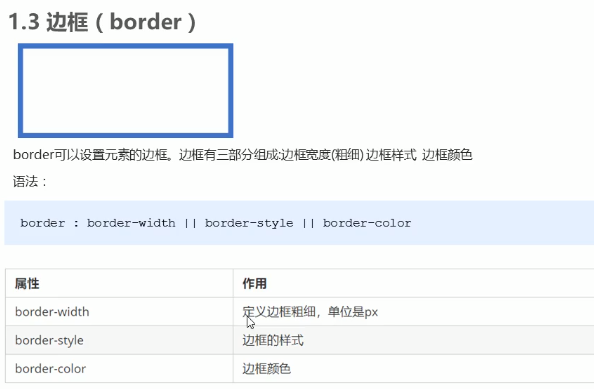 1.3 边框（border）
border可以设置元素的边框。边框有三部分组成:边框宽度(粗细) 边框样式 边框颜色
语法：
border : border-width || border-style || border-color
属性 作用
border-width 定义边框粗细，单位是px
border-style 边框的样式
border-color 边框颜色